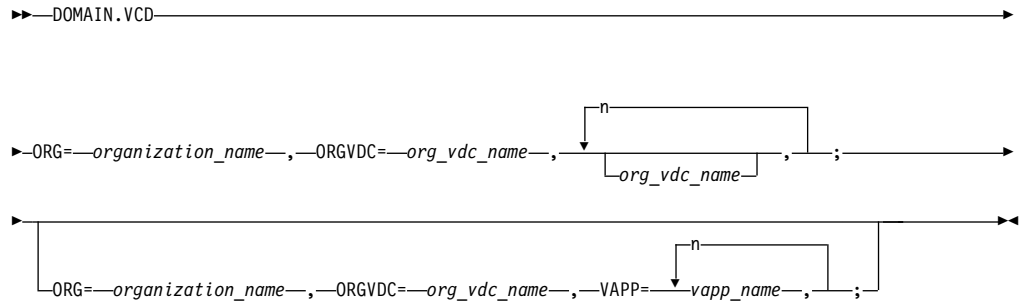 DOMAIN.VCD
n
ORG= organization_name , ORGVDC= org_vdc_name , , ;
org_vdc_name
n
ORG= organization_name , ORGVDC= org_vdc_name , VAPP= vapp_name , ;